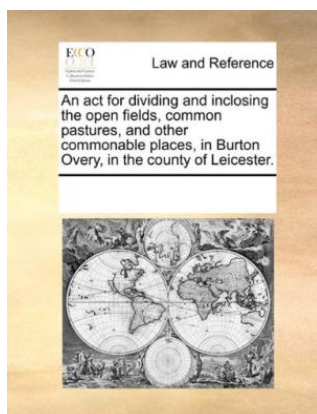 ECCO
Law and Reference
An act for dividing and inclosing
the open fields, common
pastures, and other
commonable places, in Burton
Overy, in the county of Leicester.